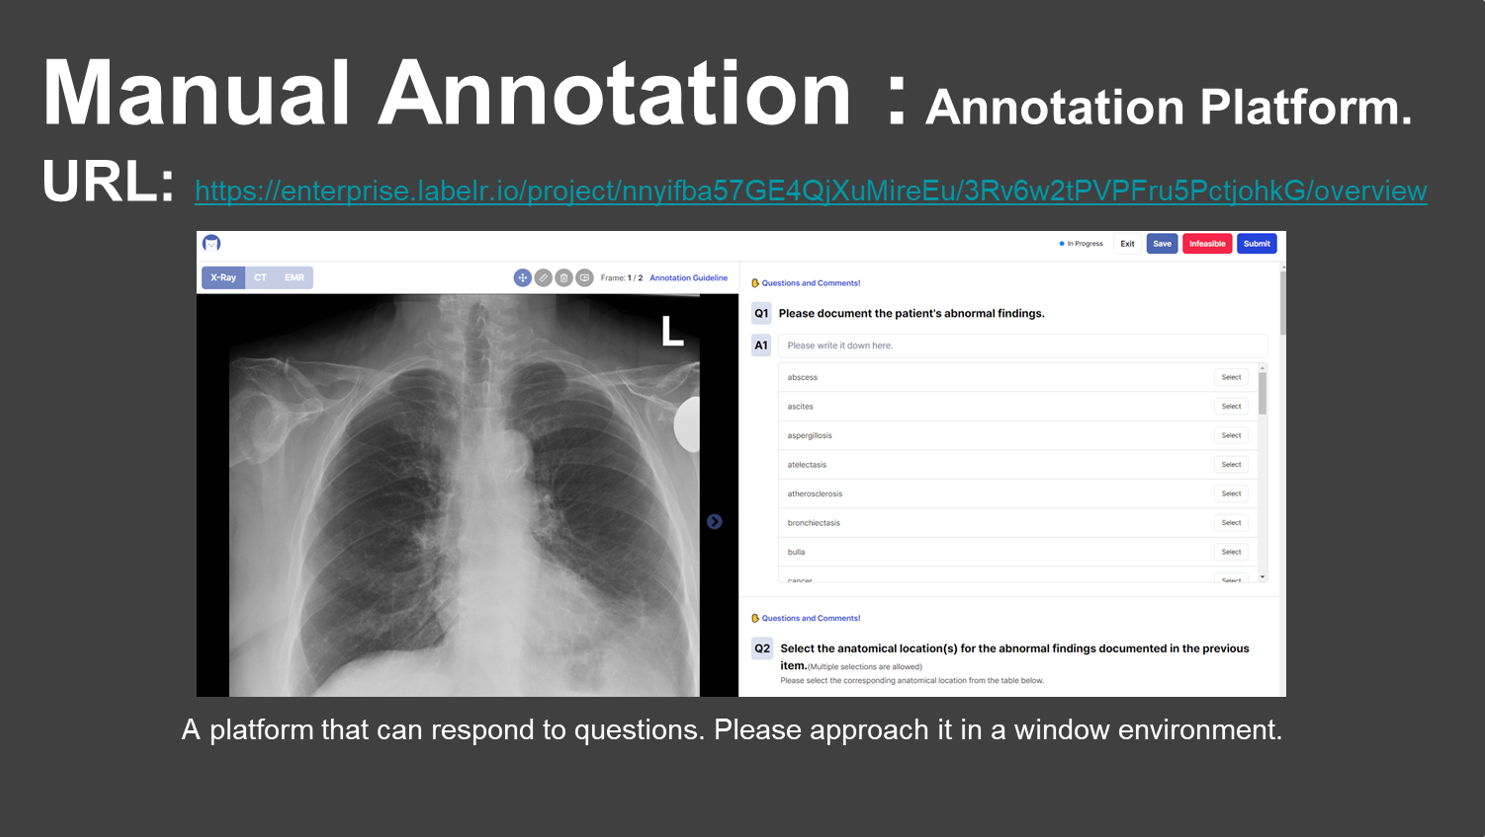 Manual Annotation : Annotation Platform.
URL: https://enterprise.labelr.io/project/nnyifba57GE4QjXuMireEu/3Rv6w2tPVPFru5PctjohkG/overview
In Progress Exit Save Infeasible Submit
X-Ray CT EMR Frame: 1 / 2 Annotation Guideline
L
Questions and Comments!
Q1 Please document the patient's abnormal findings.
A1 Please write it down here.
abscess Select
ascites Select
aspergillosis Select
atelectasis Select
atherosclerosis Select
bronchiectasis Select
bulla Select
cancer Select
Questions and Comments!
Q2 Select the anatomical location(s) for the abnormal findings documented in the previous
item.(Multiple selections are allowed)
Please select the corresponding anatomical location from the table below.
A platform that can respond to questions. Please approach it in a window environment.